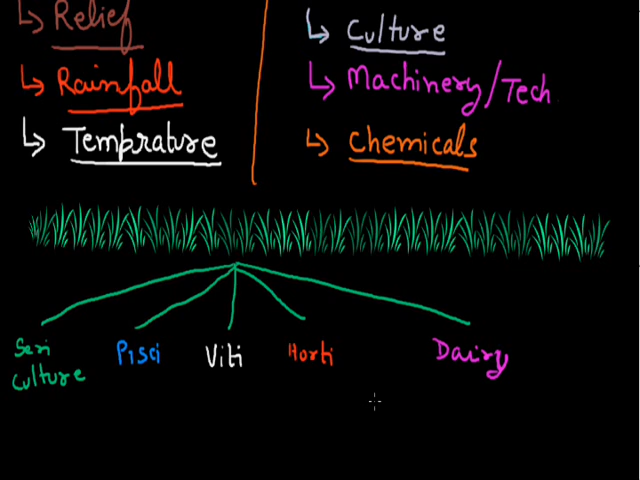 ↳ Relief
↳ Rainfall
↳ Temprature
↳ Culture
↳ Machinery/Tech
↳ Chemicals
Seri Pisci Viti Horti Dairy
culture